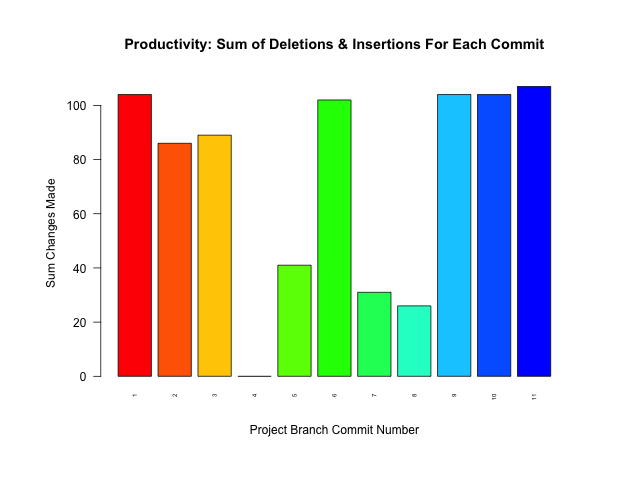 Productivity: Sum of Deletions & Insertions For Each Commit
Sum Changes Made
100
80
60
40
20
0
1 2 3 4 5 6 7 8 9 10 11
Project Branch Commit Number